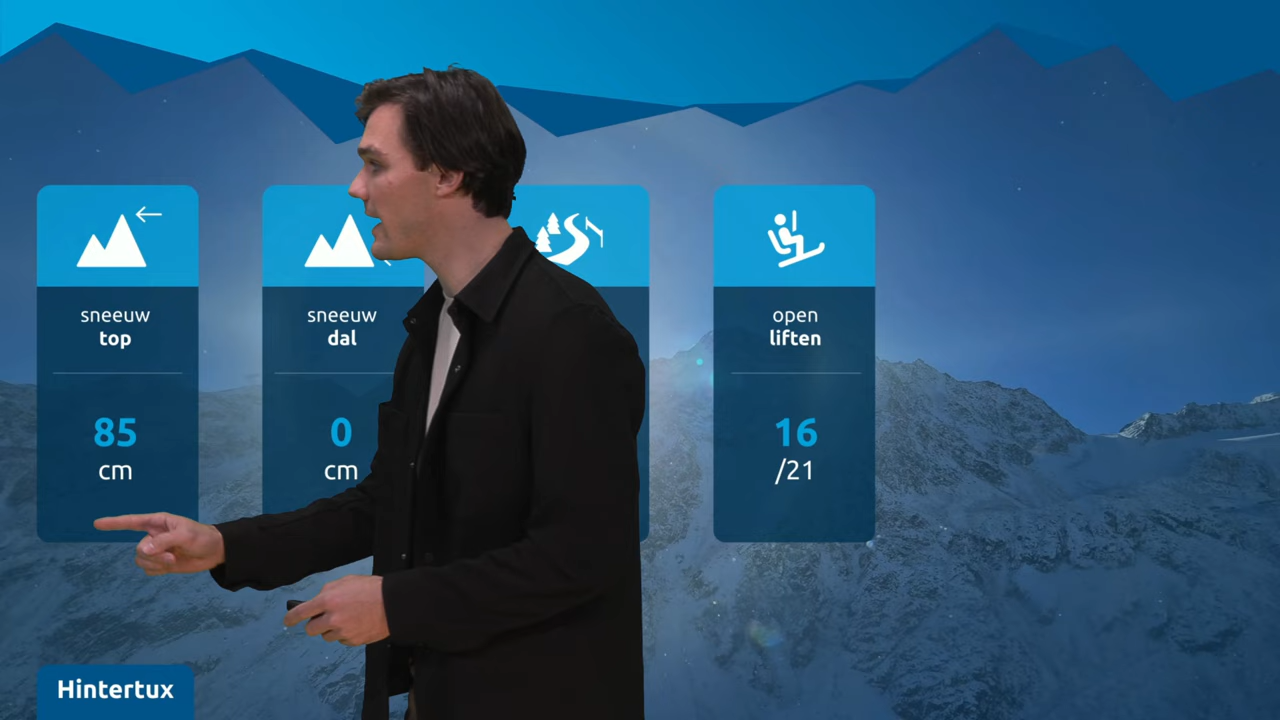 sneeuw
top
85
cm
sneeuw
dal
0
cm
open
liften
16
/21
Hintertux